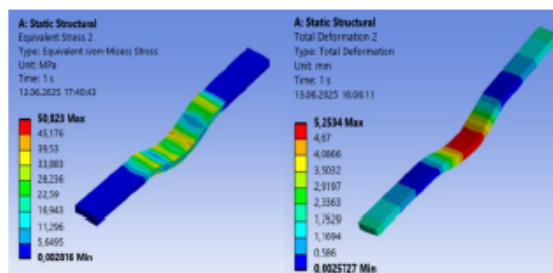 A: Static Structural
Equivalent Stress 2
Type: Equivalent (von-Mises) Stress
Unit: MPa
Time: 1 s
13.06.2025 17:40:43
50,823 Max
45,176
39,53
33,883
28,236
22,59
16,943
11,296
5,6495
0,002816 Min
A: Static Structural
Total Deformation 2
Type: Total Deformation
Unit: mm
Time: 1 s
13.06.2025 16:06:11
5,2534 Max
4,67
4,0866
3,5032
2,9197
2,3363
1,7529
1,1694
0,586
0,0025727 Min